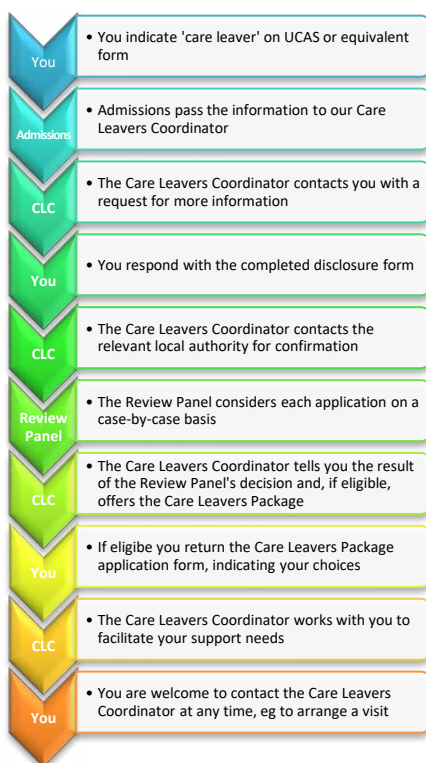 You
• You indicate 'care leaver' on UCAS or equivalent
form
Admissions
• Admissions pass the information to our Care
Leavers Coordinator
CLC
• The Care Leavers Coordinator contacts you with a
request for more information
You
• You respond with the completed disclosure form
CLC
• The Care Leavers Coordinator contacts the
relevant local authority for confirmation
Review
Panel
• The Review Panel considers each application on a
case-by-case basis
CLC
• The Care Leavers Coordinator tells you the result
of the Review Panel's decision and, if eligible,
offers the Care Leavers Package
You
• If eligibe you return the Care Leavers Package
application form, indicating your choices
CLC
• The Care Leavers Coordinator works with you to
facilitate your support needs
You
• You are welcome to contact the Care Leavers
Coordinator at any time, eg to arrange a visit